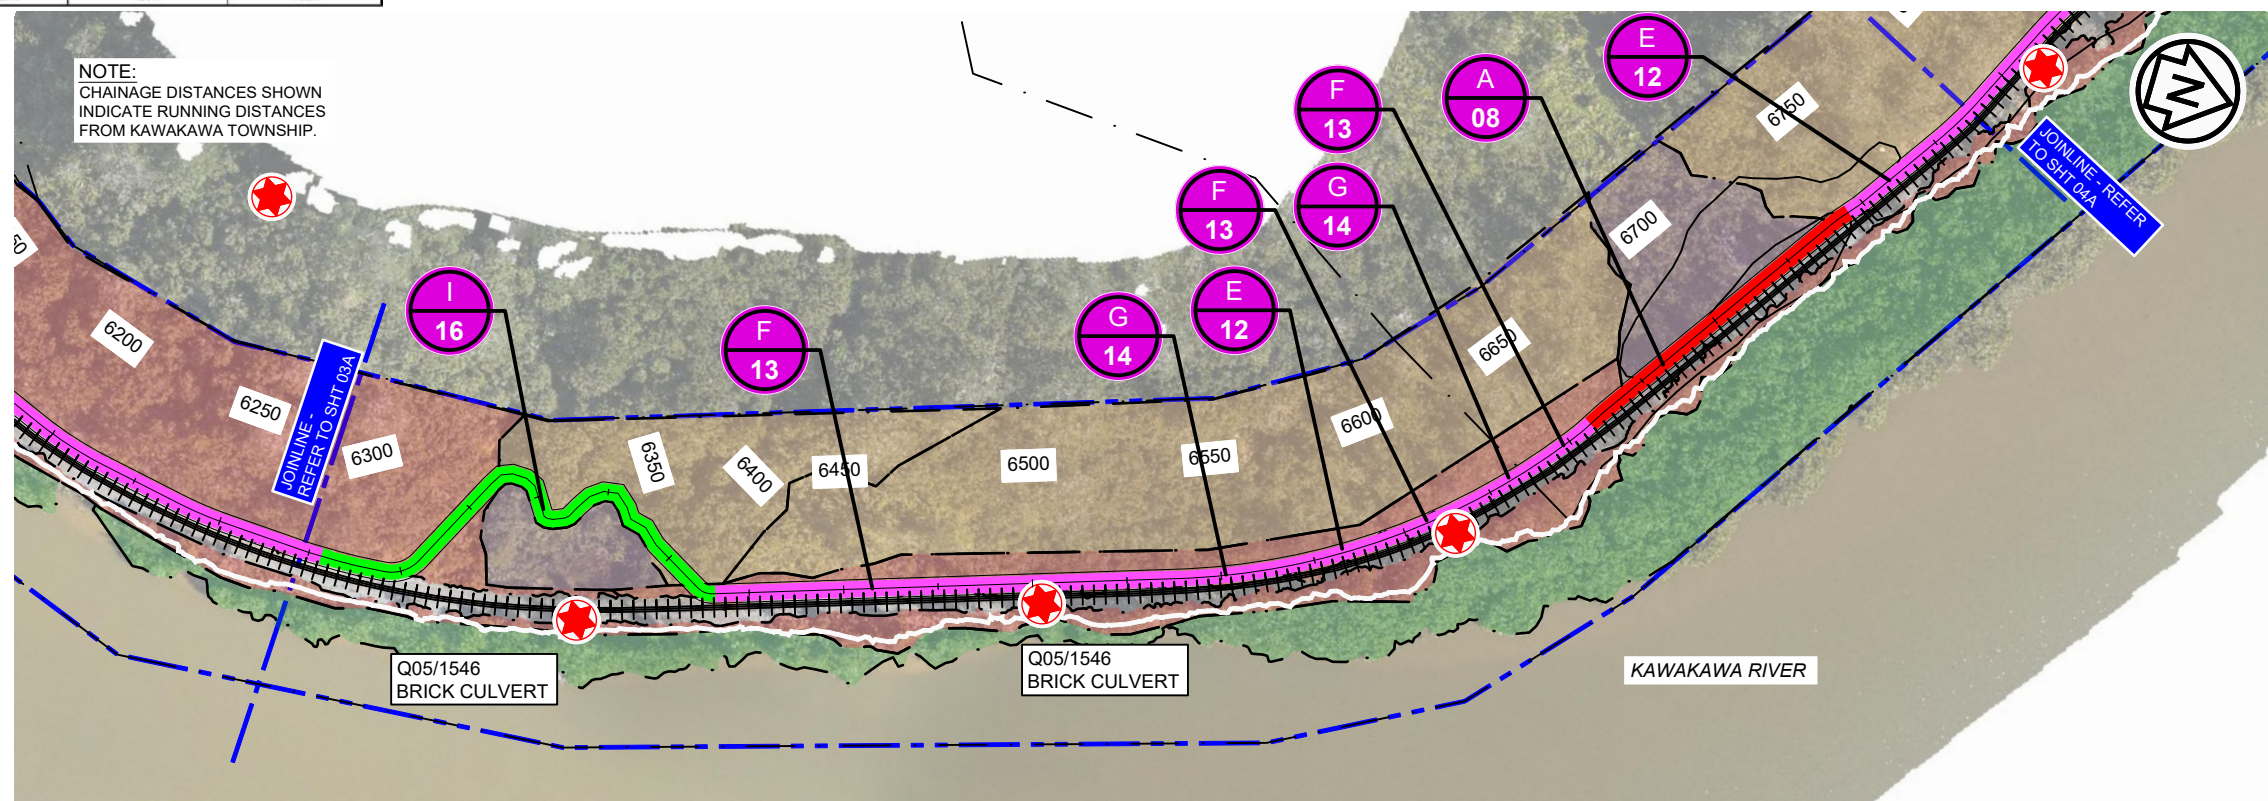 NOTE:
CHAINAGE DISTANCES SHOWN
INDICATE RUNNING DISTANCES
FROM KAWAKAWA TOWNSHIP.
E
12
A
08
F
13
G
14
F
13
E
12
G
14
F
13
I
16
N
6750
6700
6650
6600
6550
6500
6450
6400
6350
6300
6250
6200
JOINLINE - REFER
TO SHT 04A
JOINLINE -
REFER TO SHT 03A
Q05/1546
BRICK CULVERT
Q05/1546
BRICK CULVERT
KAWAKAWA RIVER